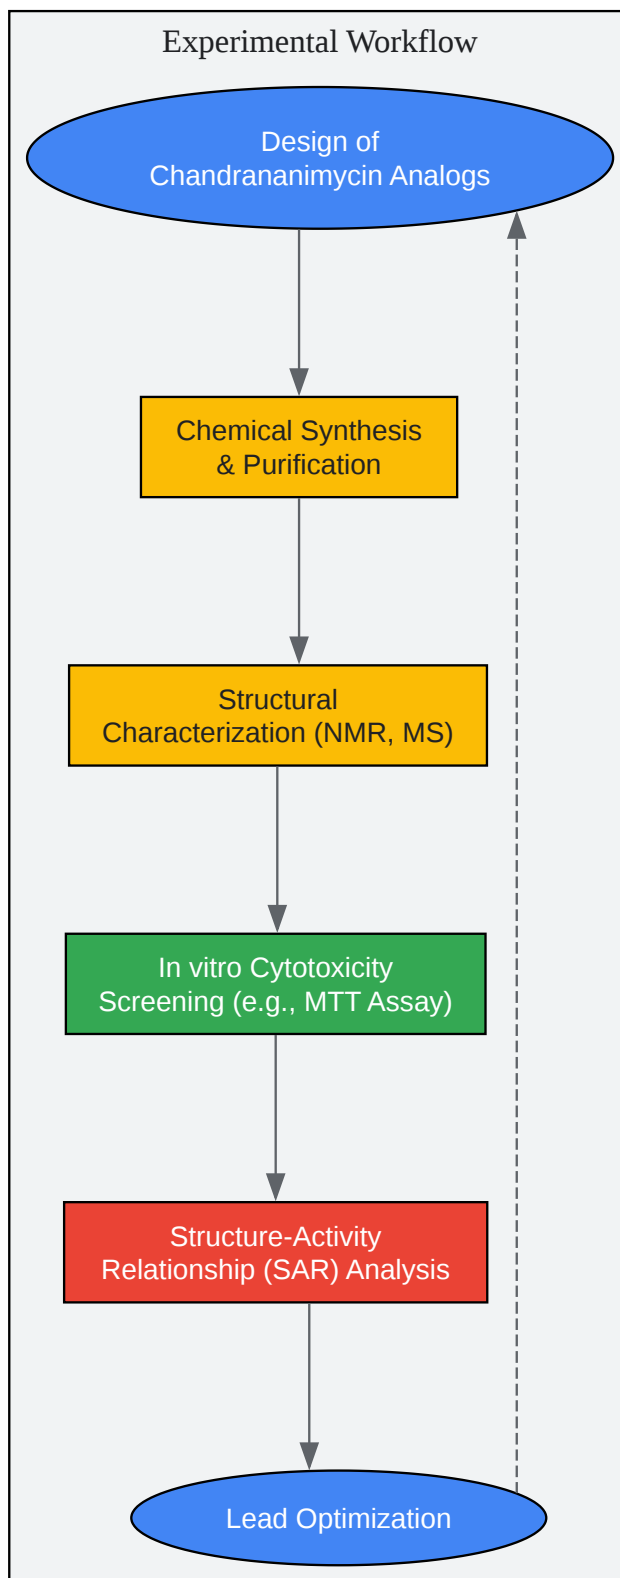 Experimental Workflow
Design of
Chandrananimycin Analogs
Chemical Synthesis
& Purification
Structural
Characterization (NMR, MS)
In vitro Cytotoxicity
Screening (e.g., MTT Assay)
Structure-Activity
Relationship (SAR) Analysis
Lead Optimization